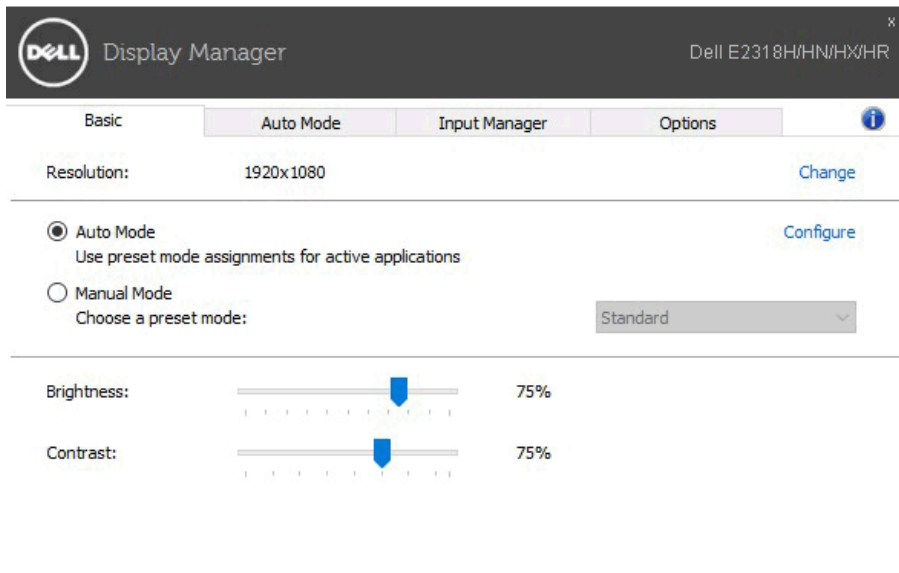 x
DELL Display Manager Dell E2318H/HN/HX/HR
Basic Auto Mode Input Manager Options i
Resolution: 1920x1080 Change
Auto Mode Configure
Use preset mode assignments for active applications
Manual Mode
Choose a preset mode: Standard
Brightness: 75%
Contrast: 75%